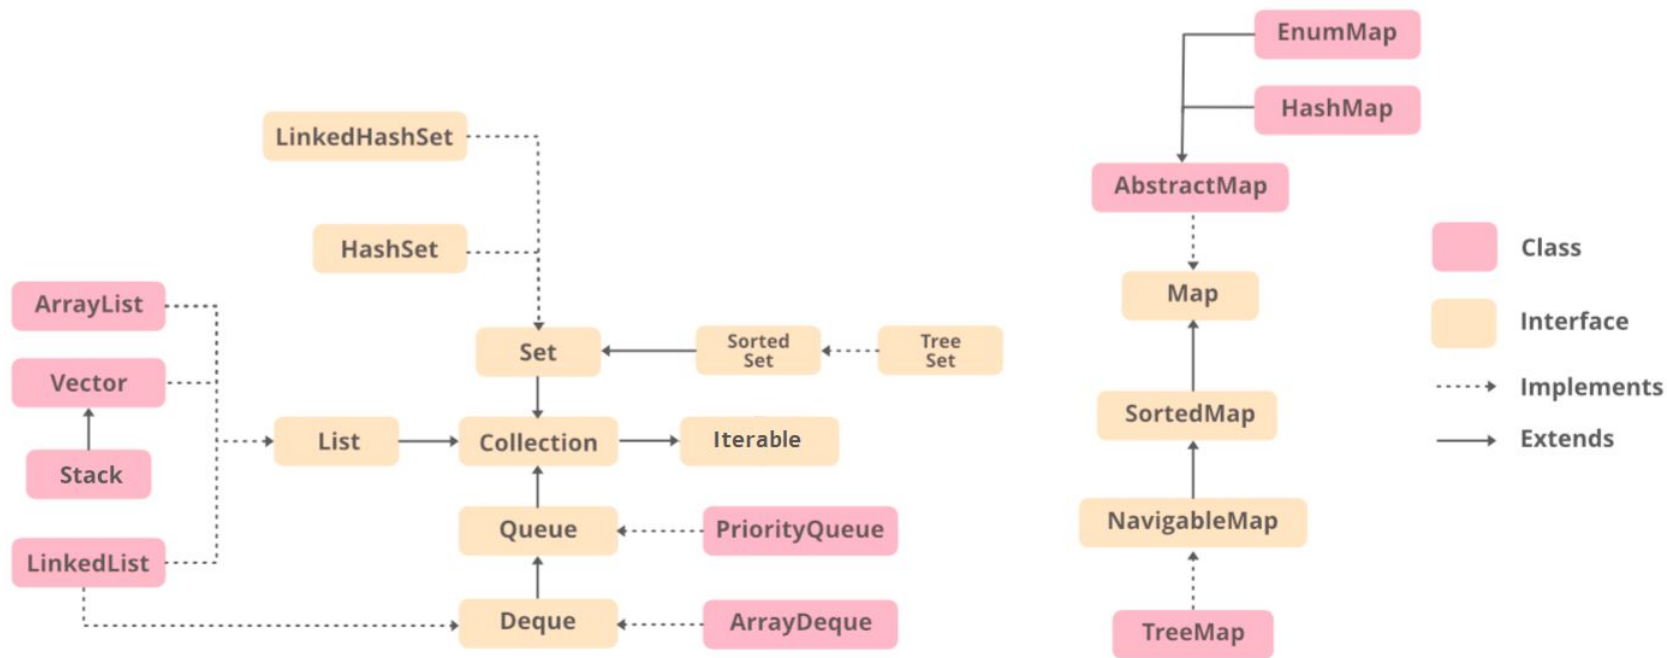 EnumMap
HashMap
LinkedHashSet
AbstractMap
HashSet
Class
Map
ArrayList
Interface
Set
Sorted
Set
Tree
Set
Vector
Implements
SortedMap
List
Collection
Iterable
Extends
Stack
NavigableMap
Queue
PriorityQueue
LinkedList
Deque
ArrayDeque
TreeMap